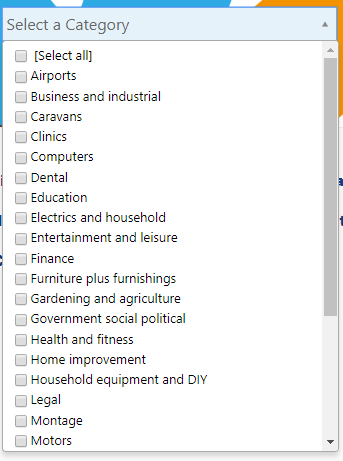 Select a Category
[Select all]
Airports
Business and industrial
Caravans
Clinics
Computers
Dental
Education
Electrics and household
Entertainment and leisure
Finance
Furniture plus furnishings
Gardening and agriculture
Government social political
Health and fitness
Home improvement
Household equipment and DIY
Legal
Montage
Motors